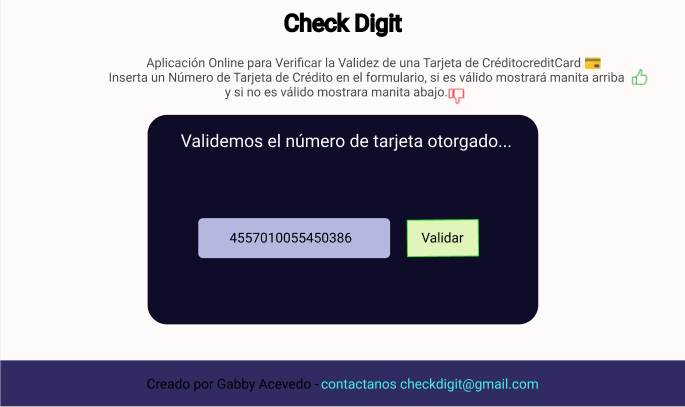 Check Digit
Aplicación Online para Verificar la Validez de una Tarjeta de CréditocreditCard
Inserta un Número de Tarjeta de Crédito en el formulario, si es válido mostrará manita arriba
y si no es válido mostrara manita abajo.
Validemos el número de tarjeta otorgado...
4557010055450386
Validar
Creado por Gabby Acevedo - contactanos checkdigit@gmail.com